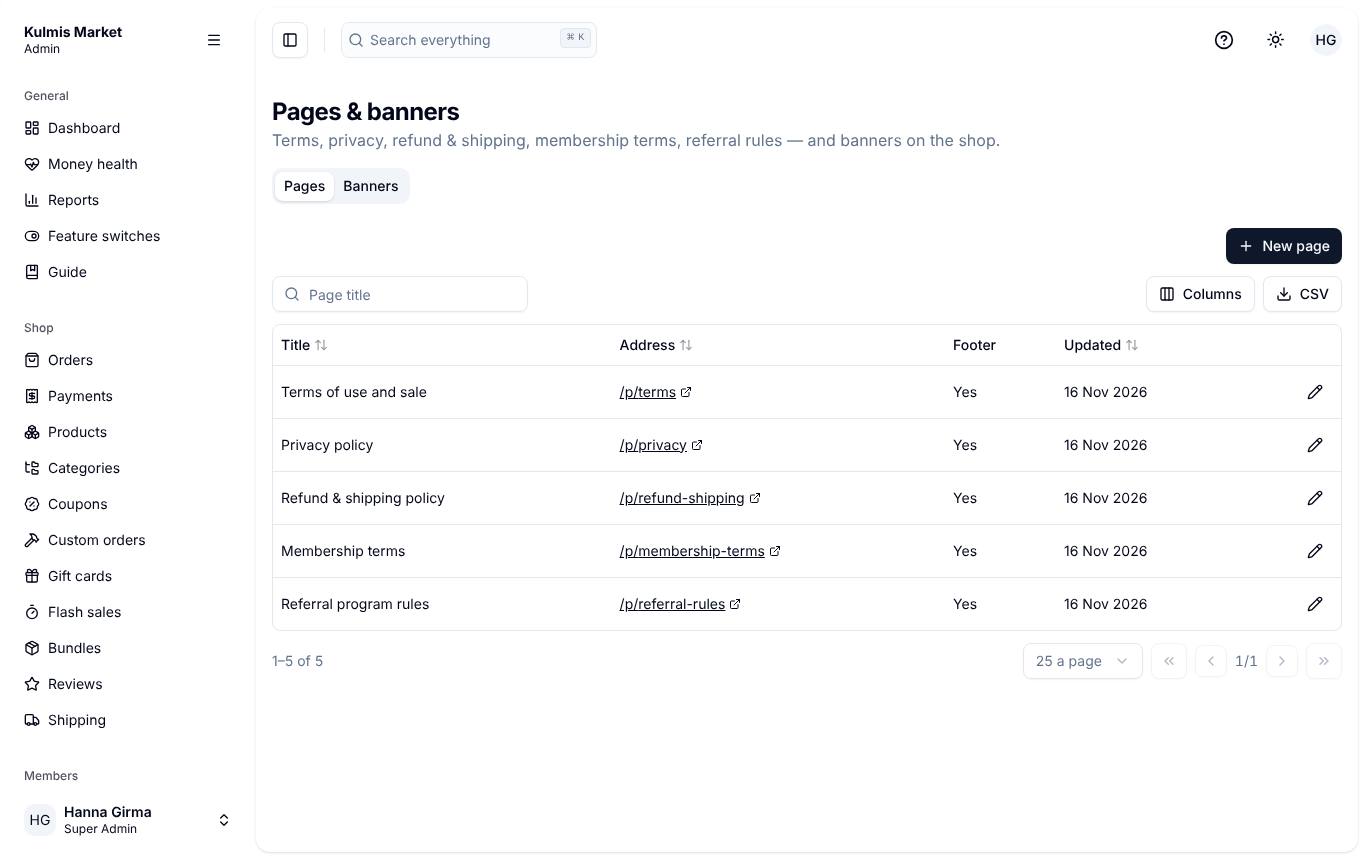 Kulmis Market
Admin
General
Dashboard
Money health
Reports
Feature switches
Guide
Shop
Orders
Payments
Products
Categories
Coupons
Custom orders
Gift cards
Flash sales
Bundles
Reviews
Shipping
Members
HG
Hanna Girma
Super Admin
Search everything
⌘ K
HG
Pages & banners
Terms, privacy, refund & shipping, membership terms, referral rules — and banners on the shop.
Pages Banners
New page
Page title
Columns CSV
Title Address Footer Updated
Terms of use and sale /p/terms Yes 16 Nov 2026
Privacy policy /p/privacy Yes 16 Nov 2026
Refund & shipping policy /p/refund-shipping Yes 16 Nov 2026
Membership terms /p/membership-terms Yes 16 Nov 2026
Referral program rules /p/referral-rules Yes 16 Nov 2026
1–5 of 5 25 a page 1/1